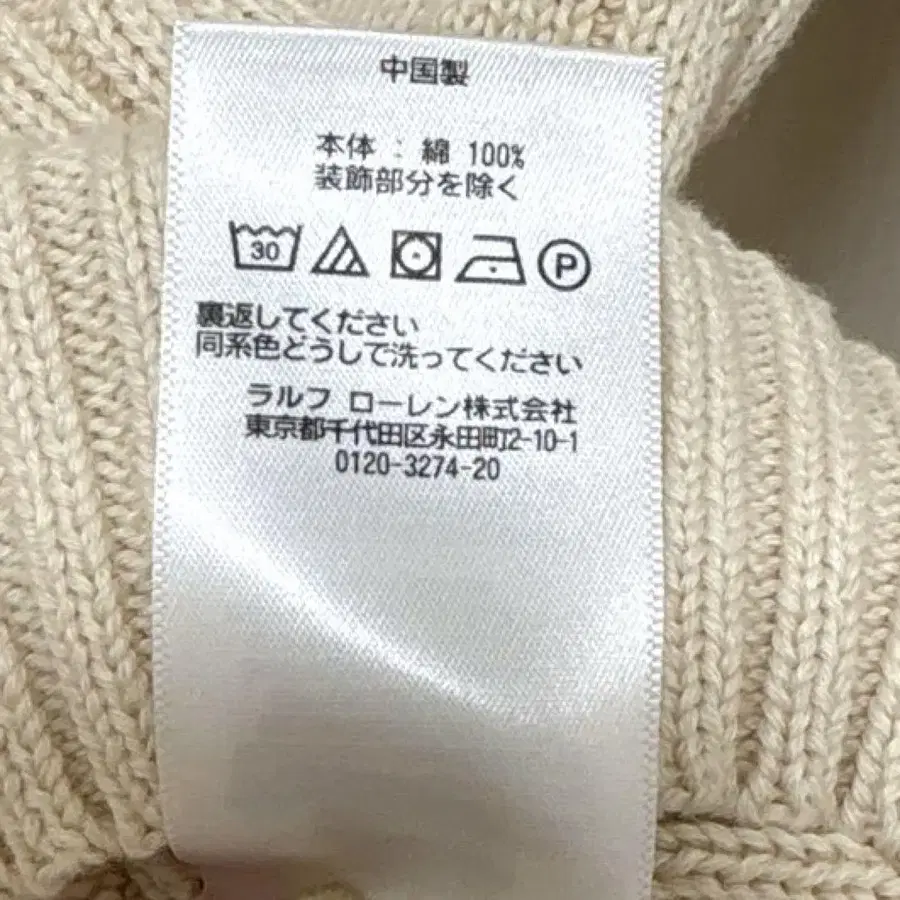 中国製
本体 : 綿 100%
装飾部分を除く
30 P
裏返してください
同系色どうしで洗ってください
ラルフ ローレン株式会社
東京都千代田区永田町2-10-1
0120-3274-20